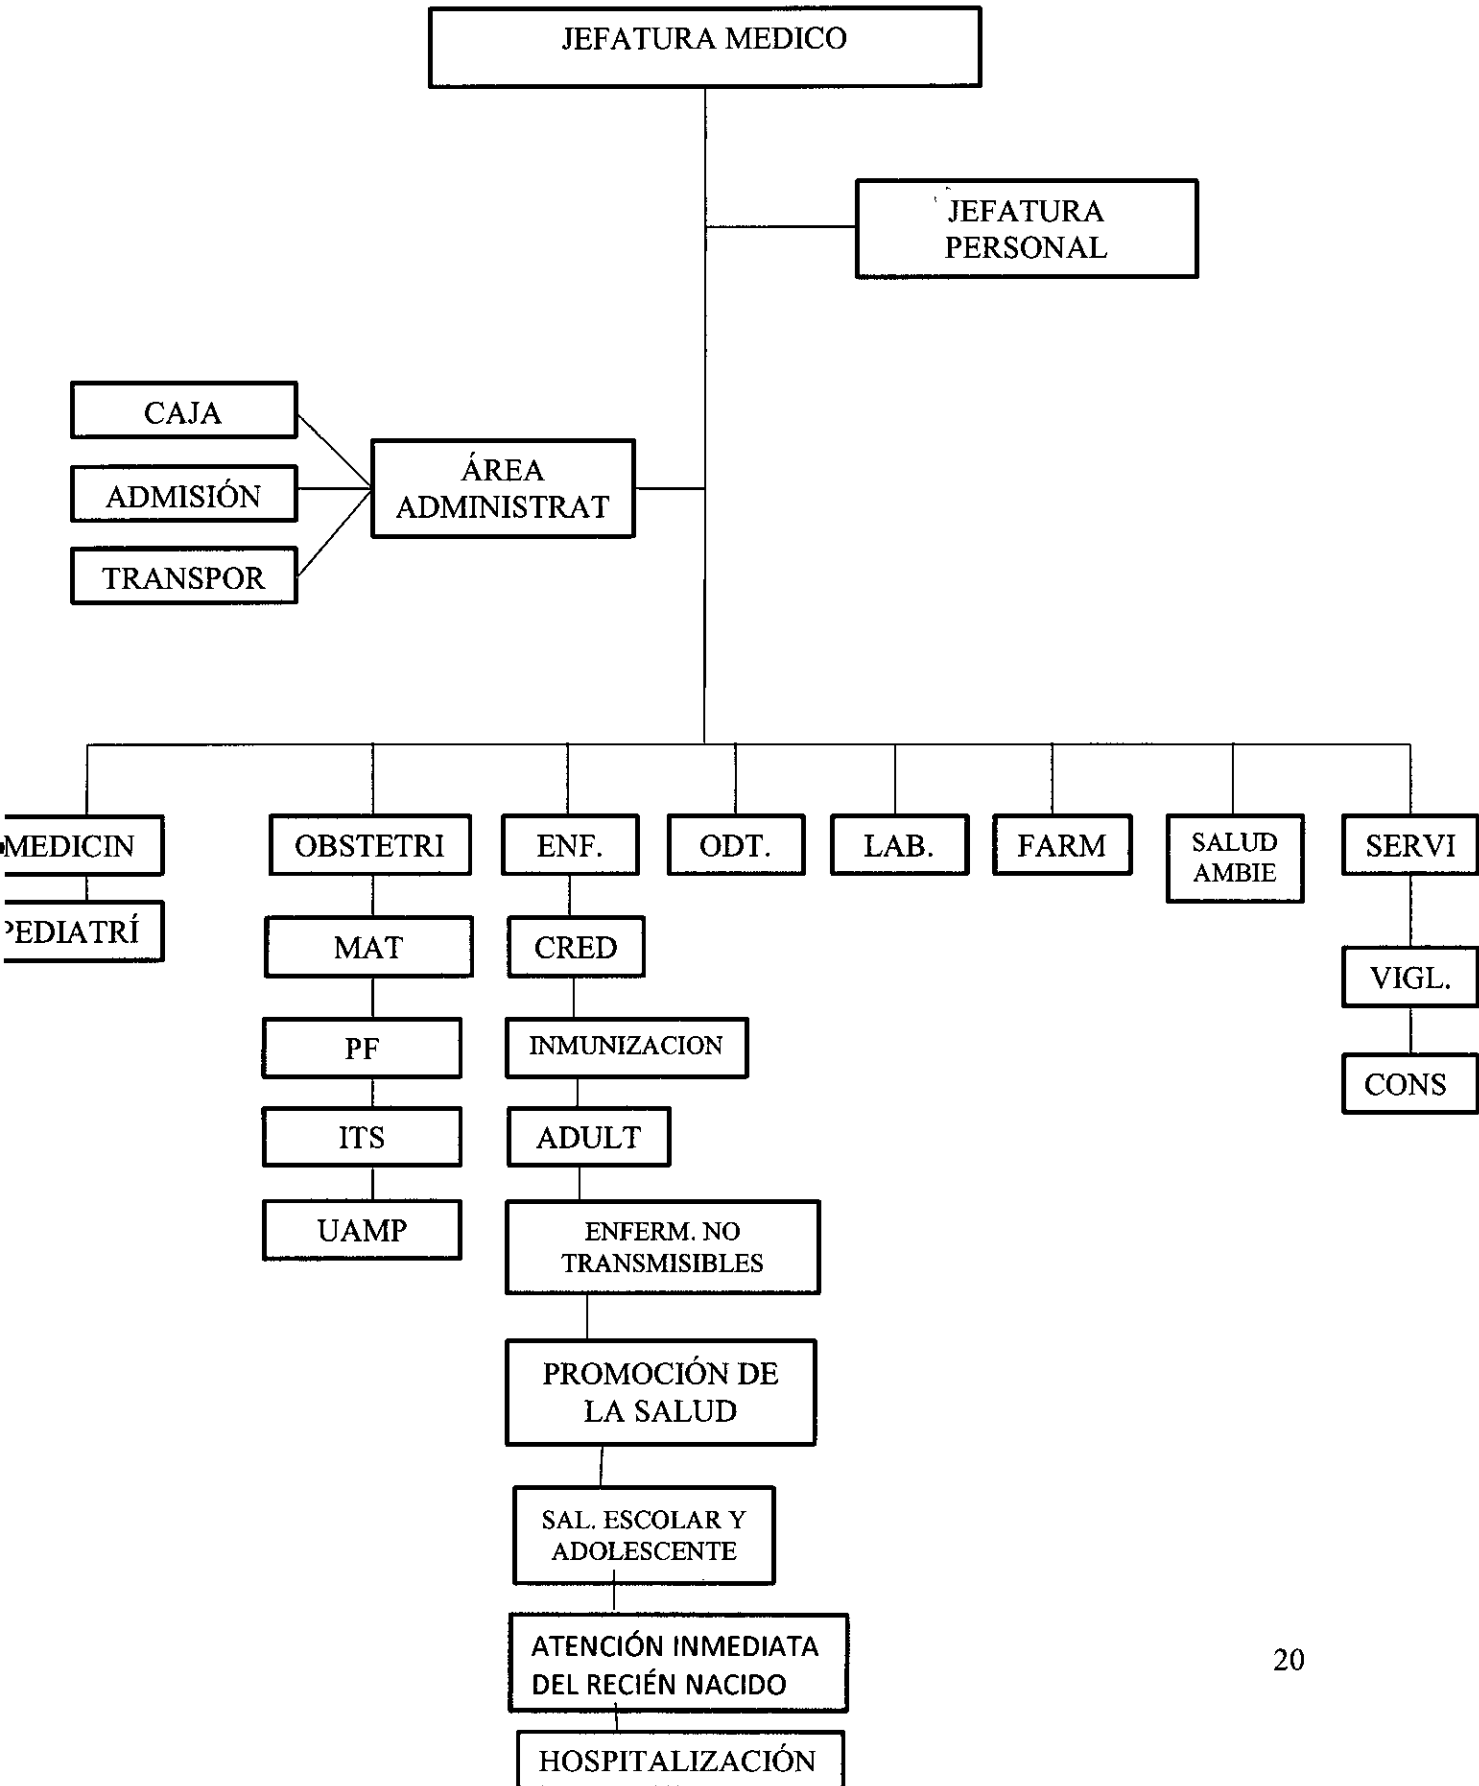 JEFATURA MEDICO
JEFATURA
PERSONAL
CAJA
ADMISIÓN
TRANSPOR
ÁREA
ADMINISTRAT
MEDICIN
PEDIATRÍ
OBSTETRI
MAT
PF
ITS
UAMP
ENF.
CRED
INMUNIZACION
ADULT
ENFERM. NO
TRANSMISIBLES
PROMOCIÓN DE
LA SALUD
SAL. ESCOLAR Y
ADOLESCENTE
ATENCIÓN INMEDIATA
DEL RECIÉN NACIDO
HOSPITALIZACIÓN
ODT.
LAB.
FARM
SALUD
AMBIE
SERVI
VIGL.
CONS
20